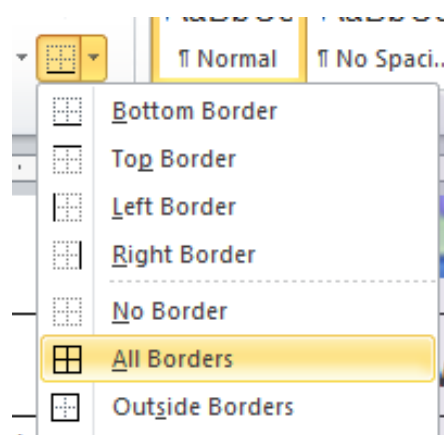 ¶ Normal ¶ No Spaci...
Bottom Border
Top Border
Left Border
Right Border
No Border
All Borders
Outside Borders